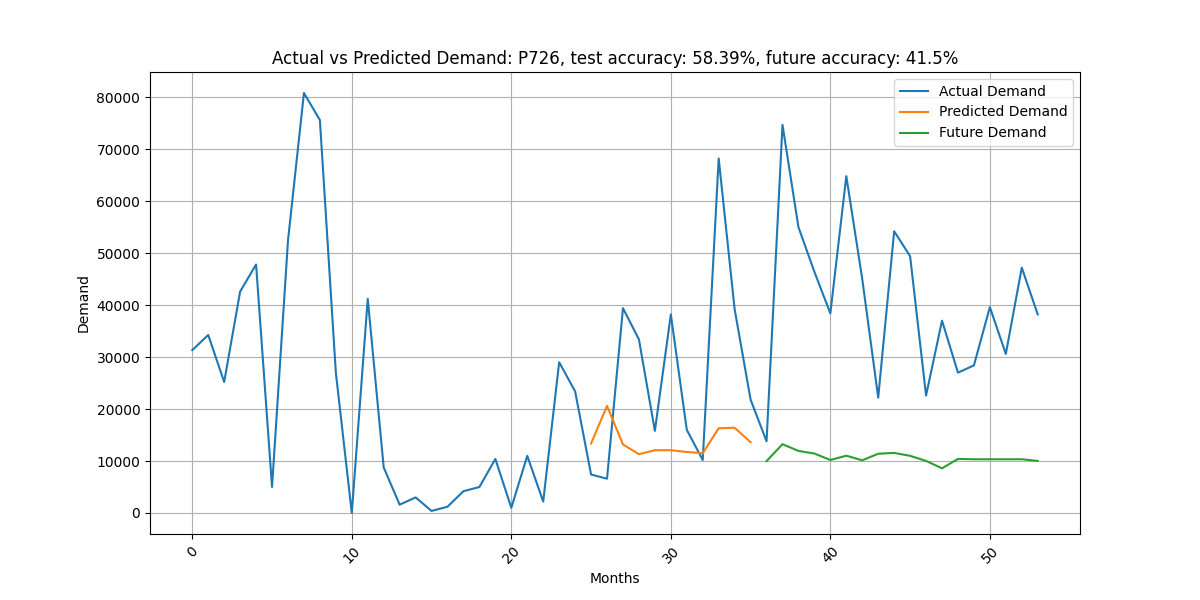 Actual vs Predicted Demand: P726, test accuracy: 58.39%, future accuracy: 41.5%
Actual Demand
Predicted Demand
Future Demand
80000
70000
60000
50000
40000
30000
20000
10000
0
Demand
0
10
20
30
40
50
Months